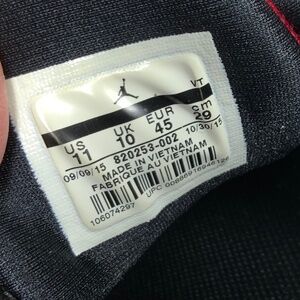 VT
US UK EUR cm
11 10 45 29
09/09/15 820253-002 10/30/15
MADE IN VIETNAM
FABRIQUE AU VIETNAM
106074297
UPC